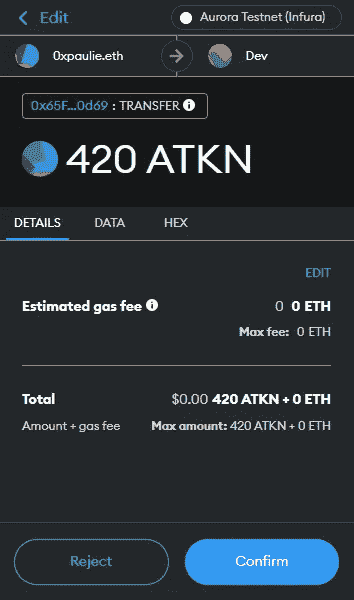 Edit
Aurora Testnet (Infura)
0xpaulie.eth
Dev
0x65F...0d69 : TRANSFER
420 ATKN
DETAILS DATA HEX
EDIT
Estimated gas fee 0 0 ETH
Max fee: 0 ETH
Total $0.00 420 ATKN + 0 ETH
Amount + gas fee Max amount: 420 ATKN + 0 ETH
Reject Confirm